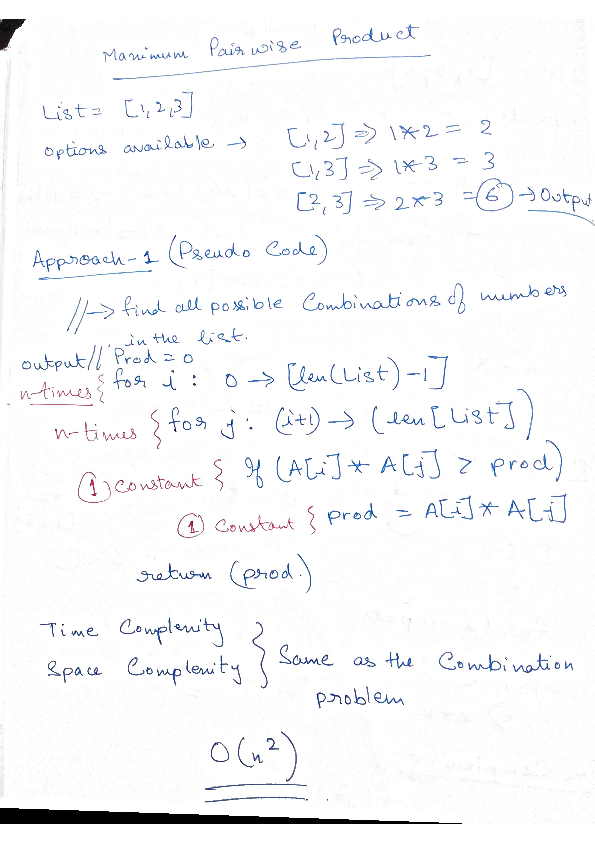 Maximum Pairwise Product
List = [1,2,3]
options available → [1,2] ⇒ 1*2 = 2
[1,3] ⇒ 1*3 = 3
[2,3] ⇒ 2*3 = 6 → Output
Approach-1 (Pseudo Code)
//→ find all possible Combinations of numbers
in the list.
output// Prod = 0
n-times { for i : 0 → [len(List)-1]
n-times { for j : (i+1) → (len[List])
① constant { If (A[i] * A[j] > prod)
① constant { prod = A[i] * A[j]
return (prod.)
Time Complexity
Space Complexity } Same as the Combination
problem
O(n²)